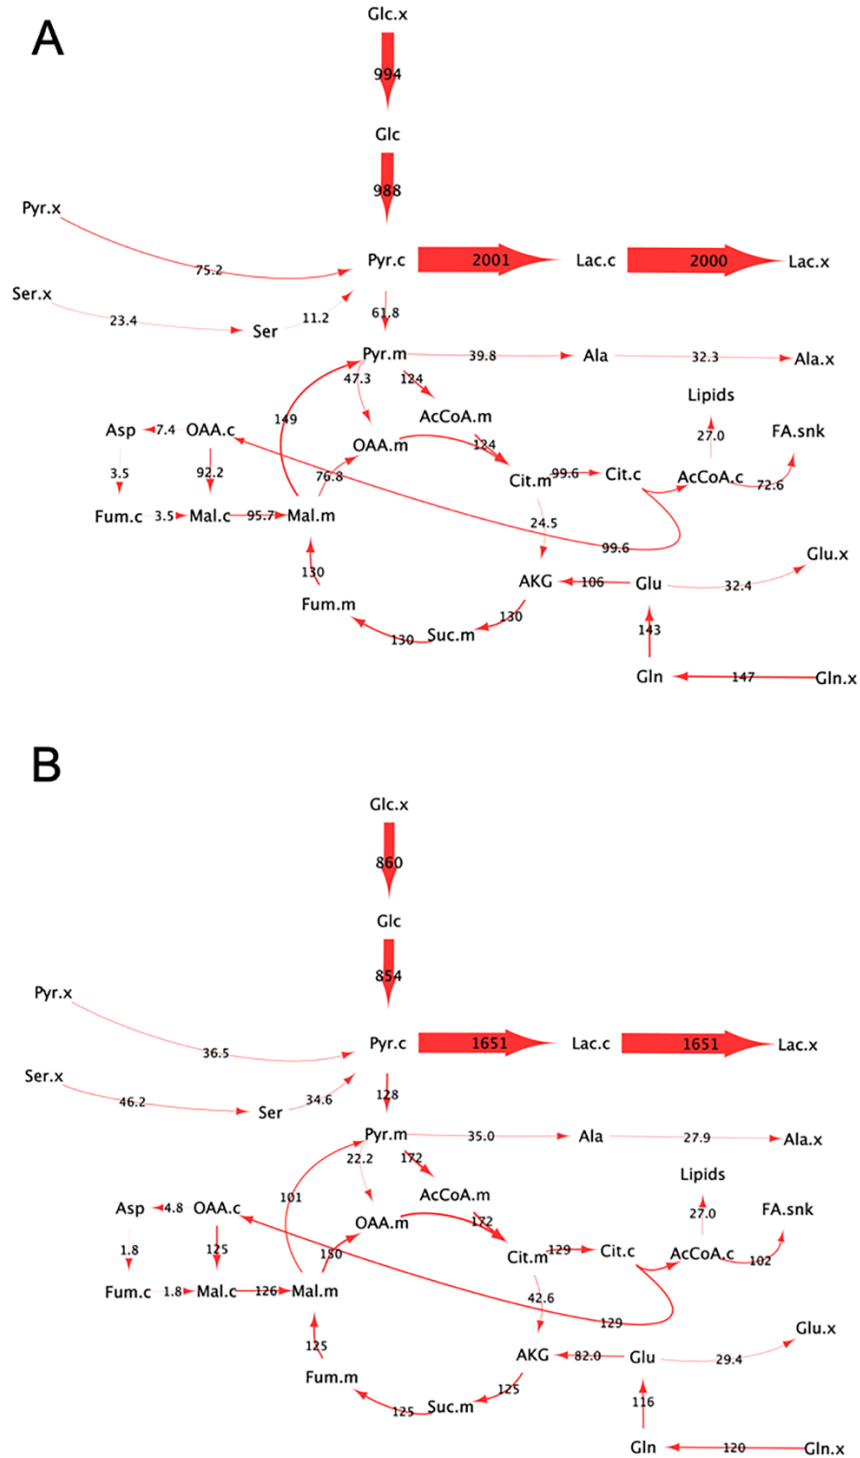 A
Glc.x
994
Glc
988
Pyr.x
Pyr.c 2001 Lac.c 2000 Lac.x
75.2
Ser.x
23.4 Ser 11.2 61.8
Pyr.m 39.8 Ala 32.3 Ala.x
47.3 124
Lipids
149 AcCoA.m
Asp 7.4 OAA.c 27.0 FA.snk
OAA.m 124
3.5 92.2 76.8 Cit.m 99.6 Cit.c AcCoA.c 72.6
Fum.c 3.5 Mal.c 95.7 Mal.m
24.5
99.6
Glu.x
130 AKG 106 Glu 32.4
Fum.m
130 Suc.m 130 143
Gln 147 Gln.x
B
Glc.x
860
Glc
854
Pyr.x
Pyr.c 1651 Lac.c 1651 Lac.x
36.5
Ser.x
46.2 Ser 34.6 128
Pyr.m 35.0 Ala 27.9 Ala.x
22.2 172
Lipids
101 AcCoA.m
Asp 4.8 OAA.c 27.0 FA.snk
OAA.m 172
1.8 125 150 Cit.m 129 Cit.c AcCoA.c 102
Fum.c 1.8 Mal.c 126 Mal.m
42.6
129
Glu.x
125 AKG 82.0 Glu 29.4
Fum.m
125 Suc.m 125 116
Gln 120 Gln.x